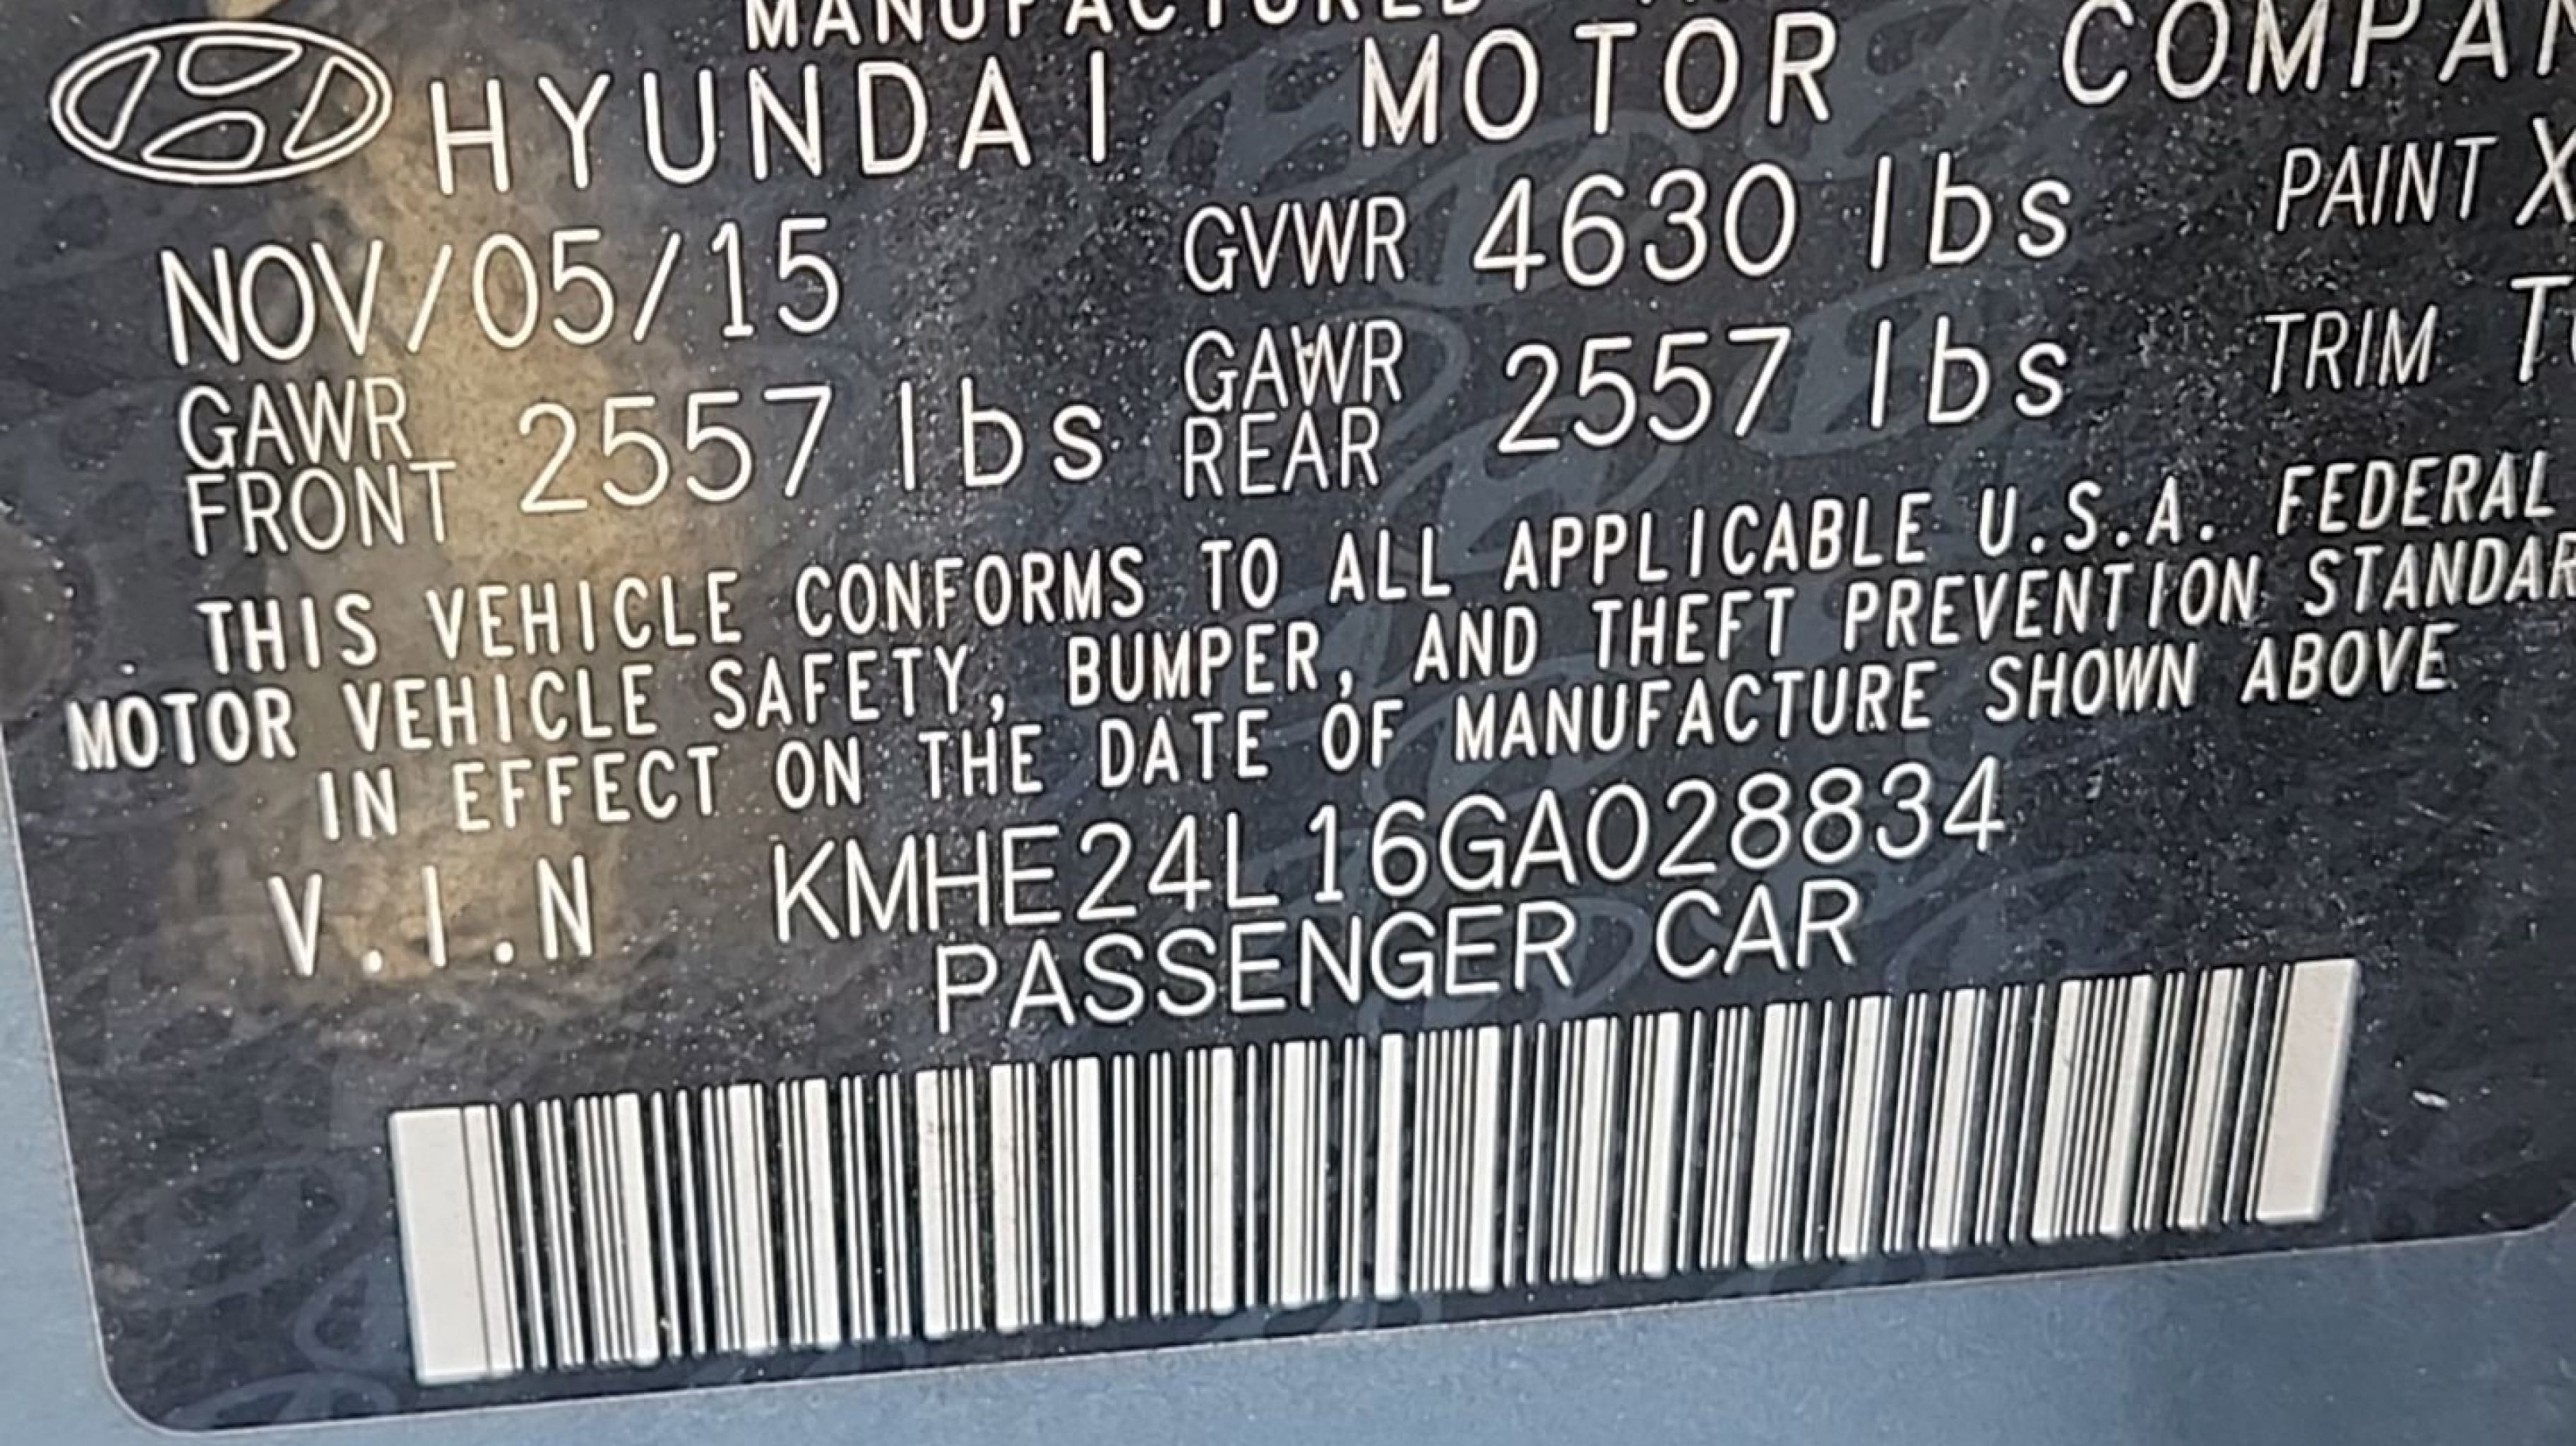 MANUFACTURED
HYUNDAI MOTOR
NOV/05/15 GVWR 4630 lbs PAINT
GAWR FRONT 2557 lbs GAWR REAR 2557 lbs TRIM
THIS VEHICLE CONFORMS TO ALL APPLICABLE U.S.A. FEDERAL
MOTOR VEHICLE SAFETY, BUMPER, AND THEFT PREVENTION
IN EFFECT ON THE DATE OF MANUFACTURE SHOWN ABOVE
V.I.N KMHE24L16GA028834
PASSENGER CAR